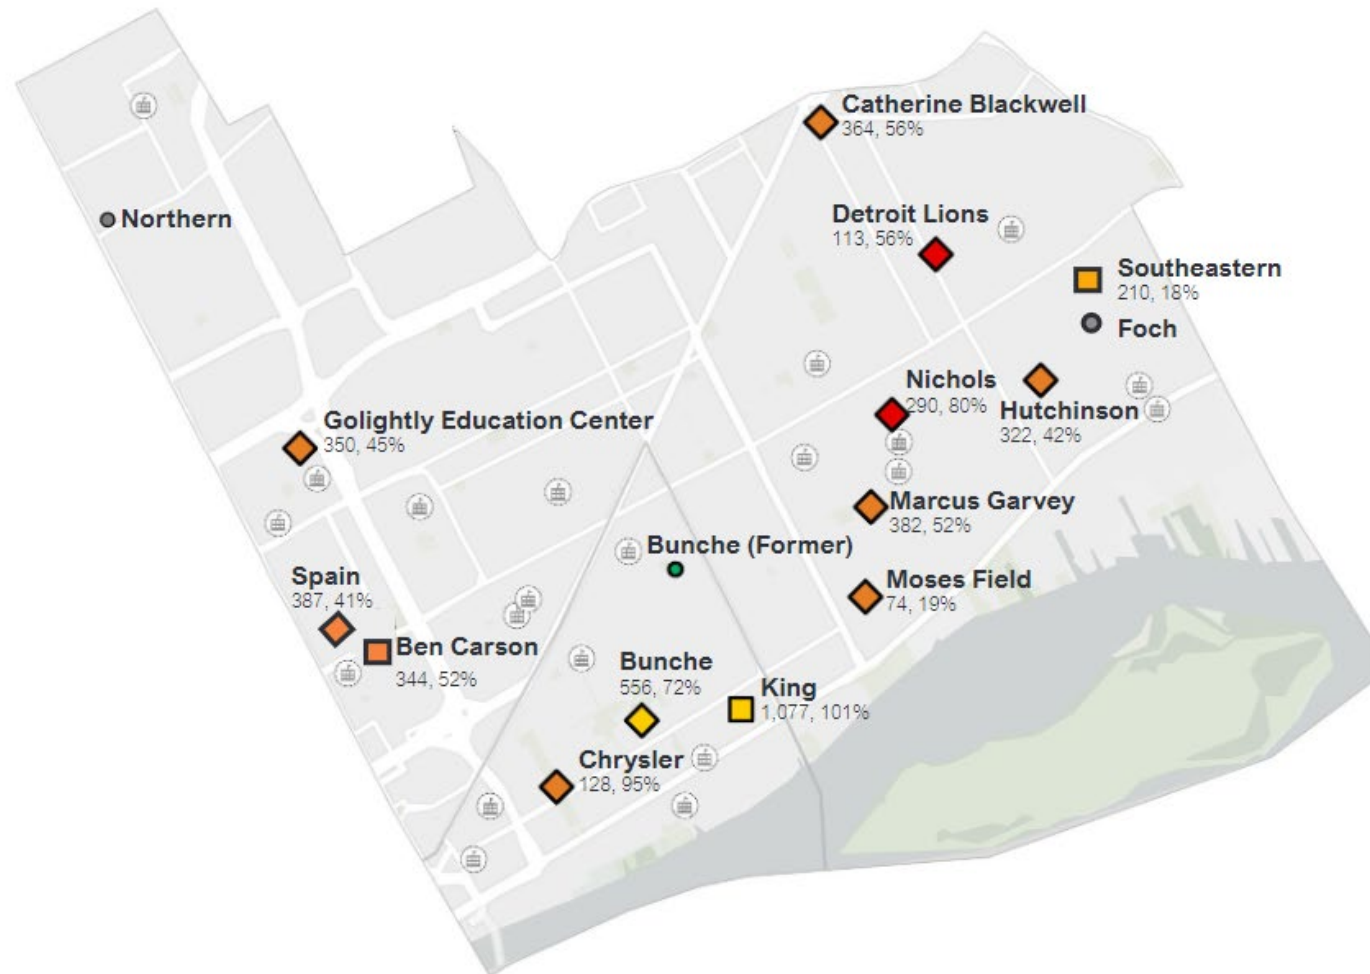 Catherine Blackwell
364, 56%
Northern
Detroit Lions
113, 56%
Southeastern
210, 18%
Foch
Nichols
290, 80%
Hutchinson
322, 42%
Golightly Education Center
350, 45%
Marcus Garvey
382, 52%
Bunche (Former)
Spain
387, 41%
Moses Field
74, 19%
Ben Carson
344, 52%
Bunche
556, 72%
King
1,077, 101%
Chrysler
128, 95%